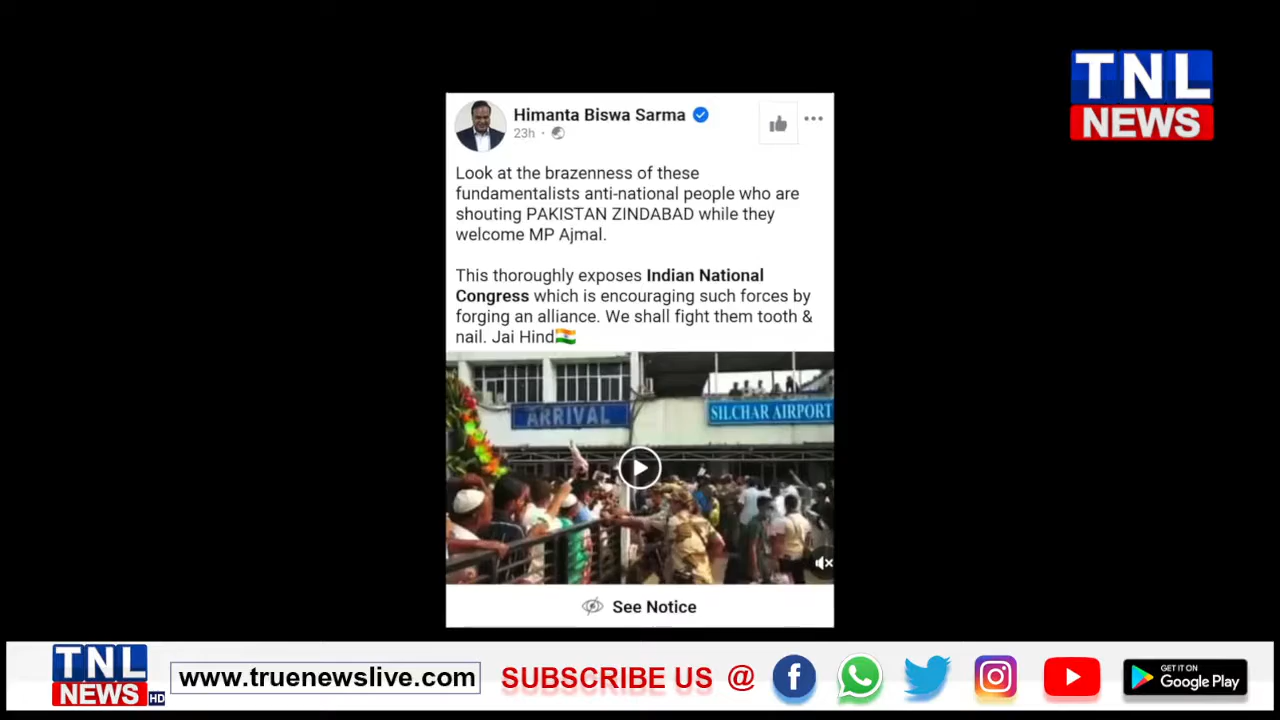 TNL
NEWS
Himanta Biswa Sarma
23h ·
Look at the brazenness of these
fundamentalists anti-national people who are
shouting PAKISTAN ZINDABAD while they
welcome MP Ajmal.
This thoroughly exposes Indian National
Congress which is encouraging such forces by
forging an alliance. We shall fight them tooth &
nail. Jai Hind🇮🇳
ARRIVAL
SILCHAR AIRPORT
See Notice
TNL
NEWS HD
www.truenewslive.com
SUBSCRIBE US @
GET IT ON
Google Play